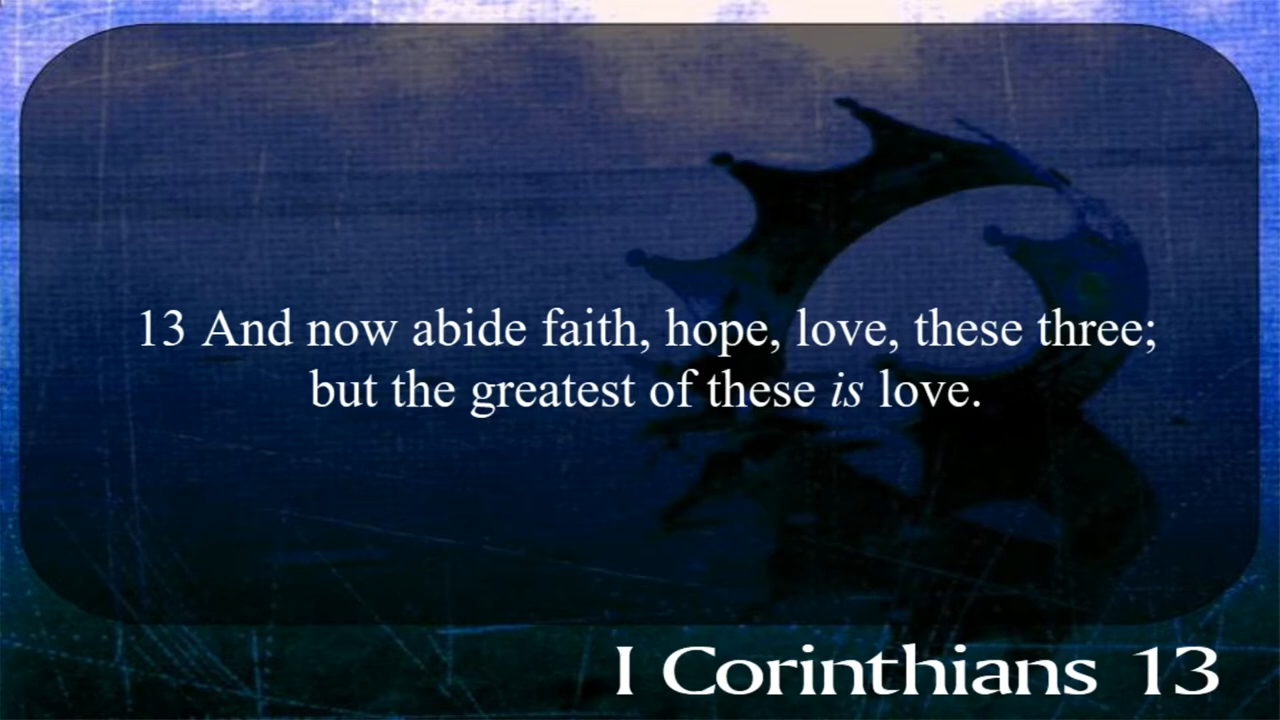 13 And now abide faith, hope, love, these three;
but the greatest of these is love.
I Corinthians 13